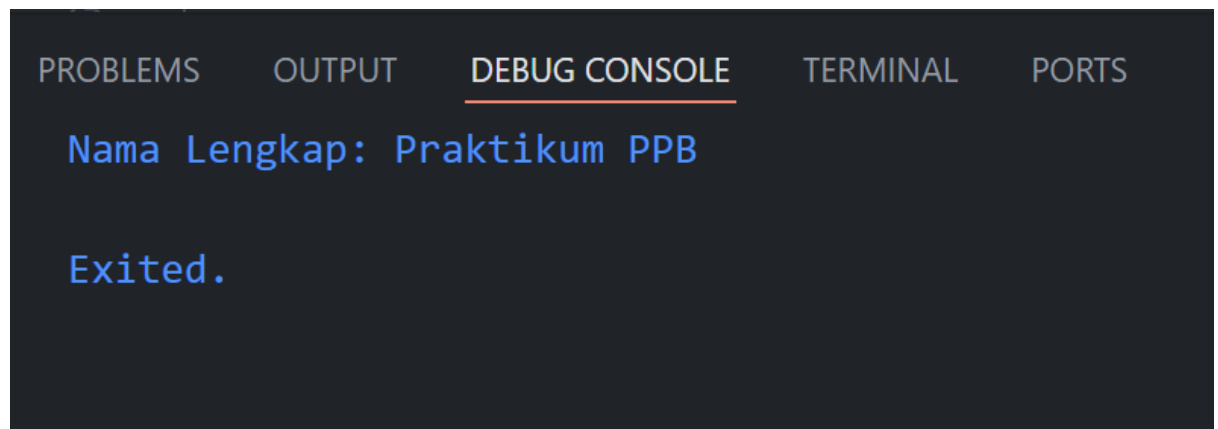 PROBLEMS OUTPUT DEBUG CONSOLE TERMINAL PORTS
Nama Lengkap: Praktikum PPB
Exited.